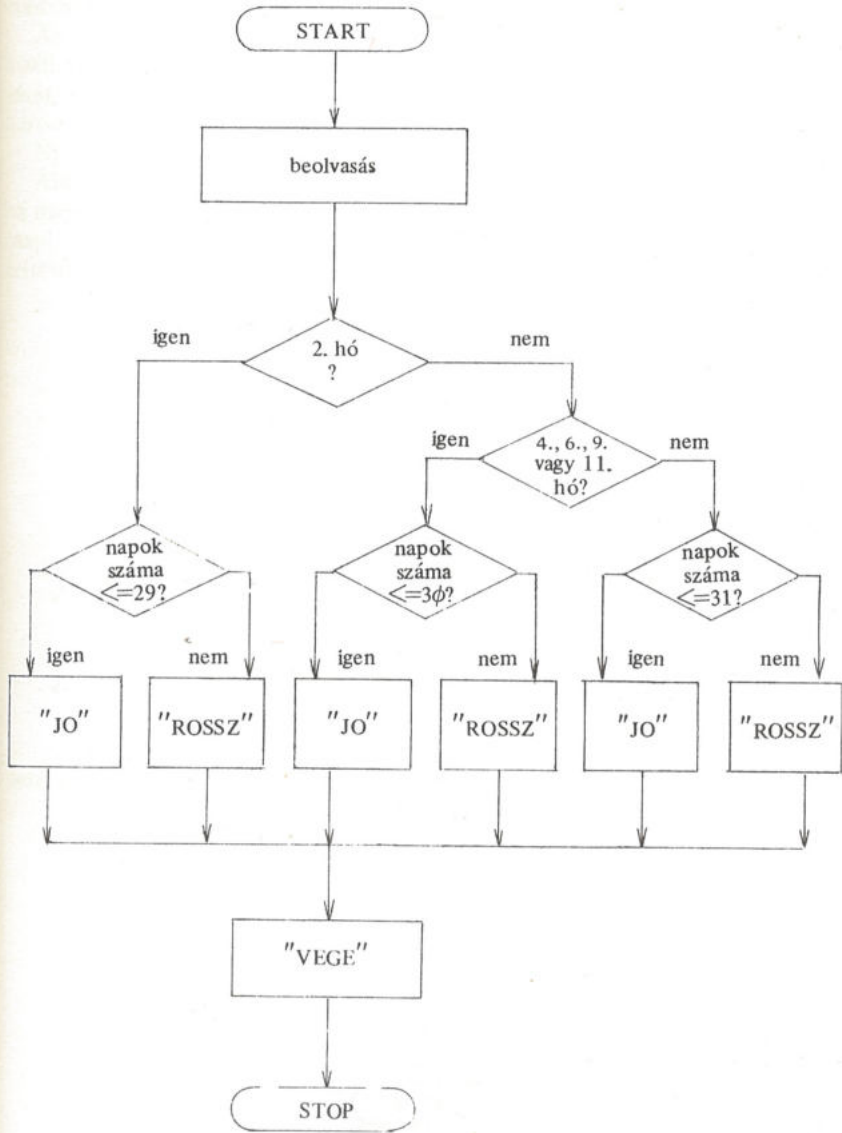 START
beolvasás
igen
2. hó
?
nem
igen
4., 6., 9.
vagy 11.
hó?
nem
napok
száma
<=29?
napok
száma
<=3ϕ?
napok
száma
<=31?
igen
nem
igen
nem
igen
nem
"JO"
"ROSSZ"
"JO"
"ROSSZ"
"JO"
"ROSSZ"
"VEGE"
STOP